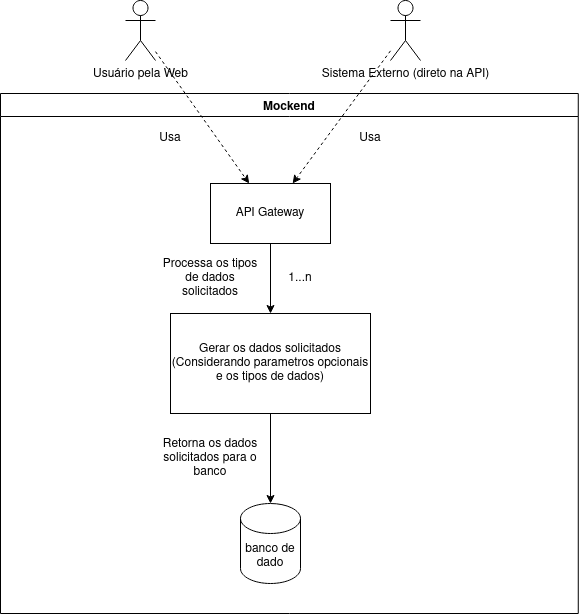 Usuário pela Web
Sistema Externo (direto na API)
Mockend
Usa
Usa
API Gateway
Processa os tipos
de dados
solicitados
1...n
Gerar os dados solicitados
(Considerando parametros opcionais
e os tipos de dados)
Retorna os dados
solicitados para o
banco
banco de
dado